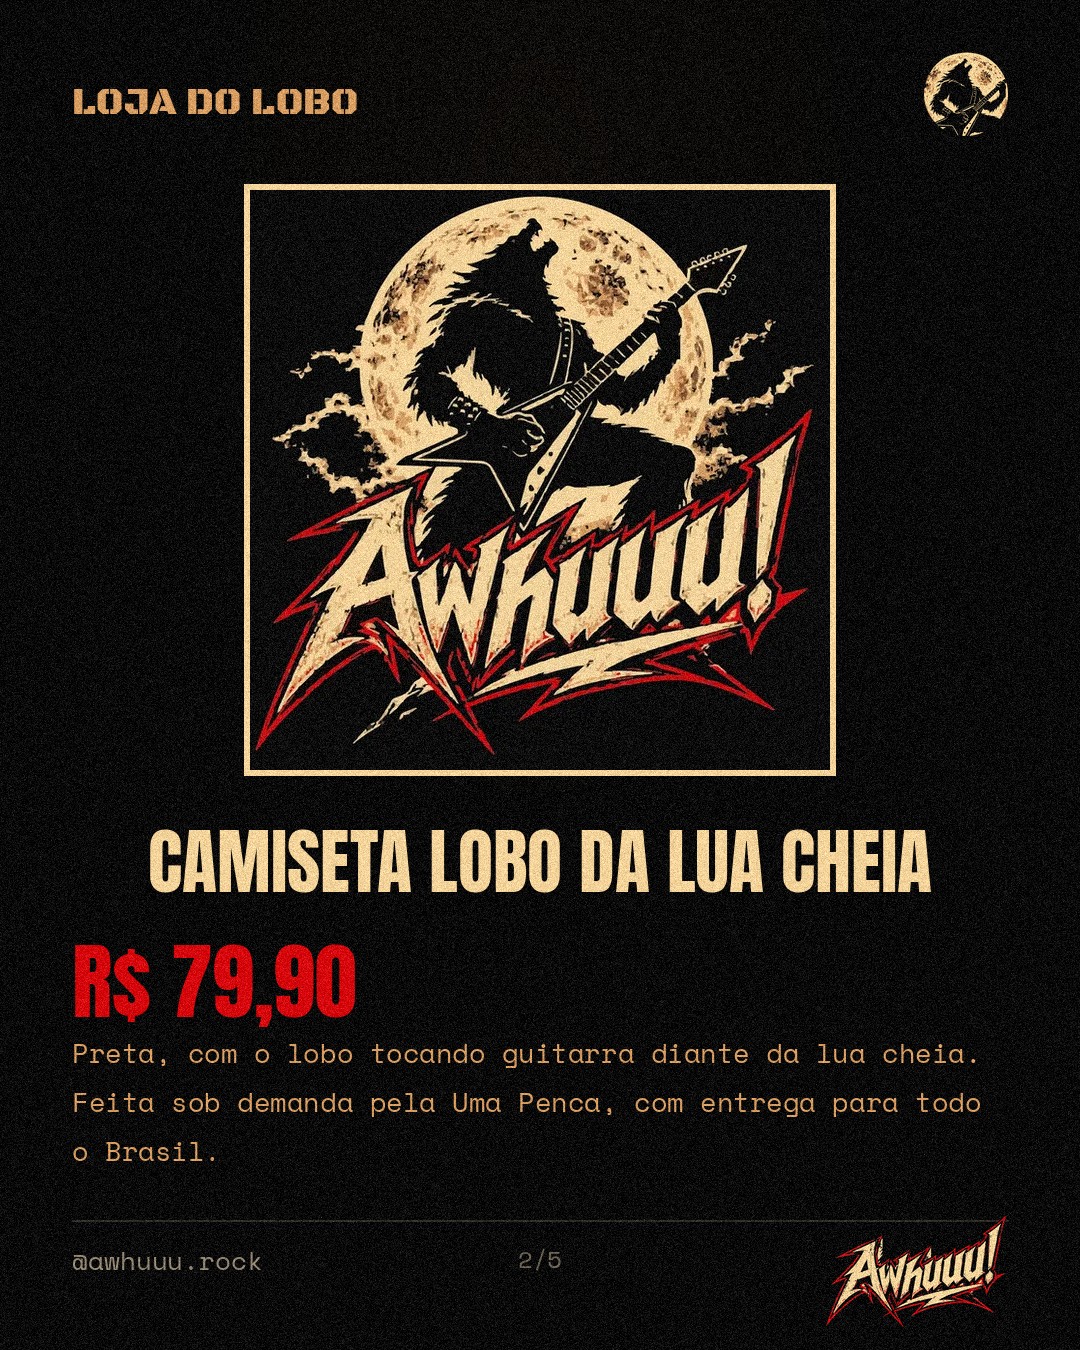 LOJA DO LOBO
Awhuuu!
CAMISETA LOBO DA LUA CHEIA
R$ 79,90
Preta, com o lobo tocando guitarra diante da lua cheia.
Feita sob demanda pela Uma Penca, com entrega para todo
o Brasil.
@awhuuu.rock
2/5
Awhuuu!